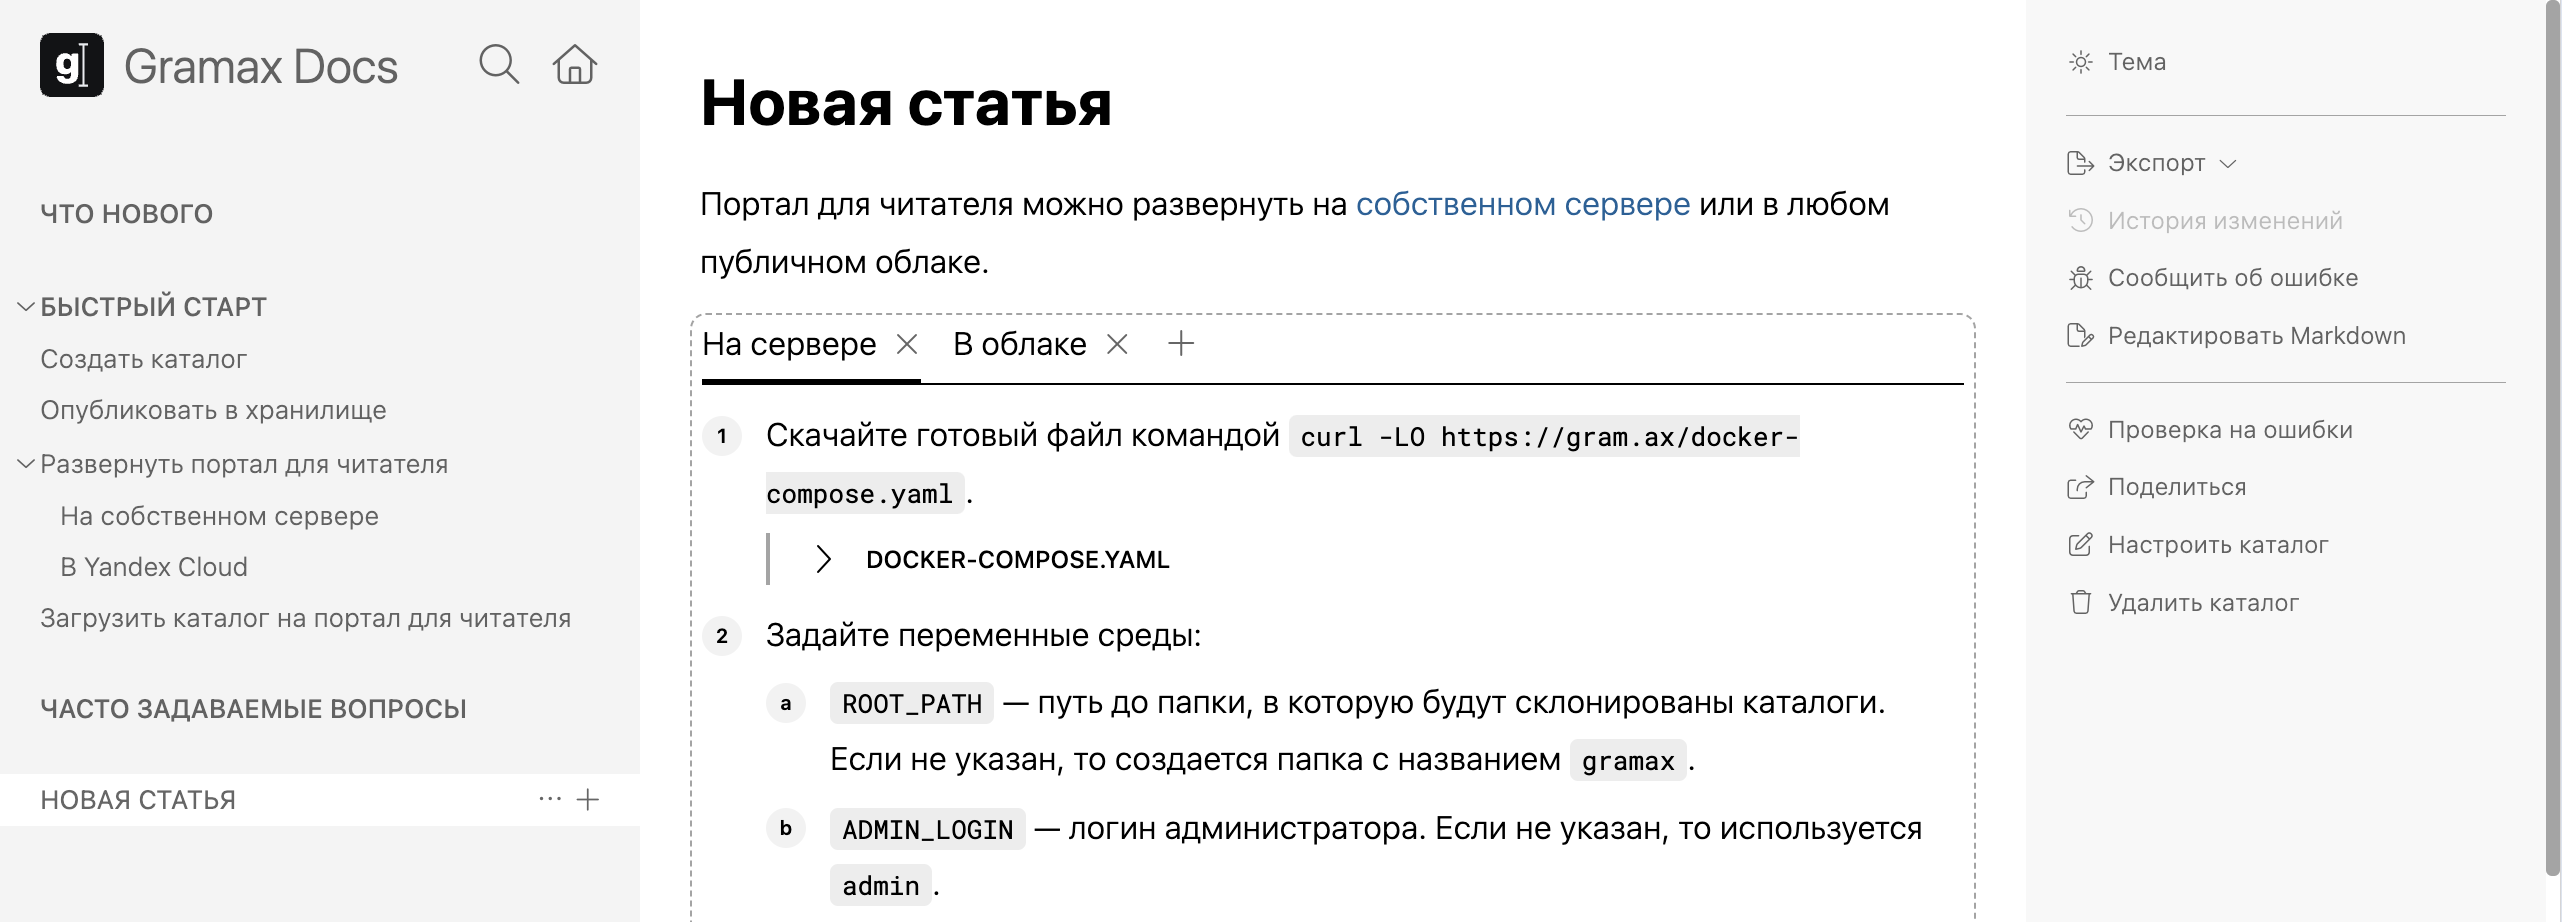 g
Gramax Docs
ЧТО НОВОГО
БЫСТРЫЙ СТАРТ
Создать каталог
Опубликовать в хранилище
Развернуть портал для читателя
На собственном сервере
В Yandex Cloud
Загрузить каталог на портал для читателя
ЧАСТО ЗАДАВАЕМЫЕ ВОПРОСЫ
НОВАЯ СТАТЬЯ
Новая статья
Портал для читателя можно развернуть на собственном сервере или в любом
публичном облаке.
На сервере В облаке
1 Скачайте готовый файл командой curl -LO https://gram.ax/docker-
compose.yaml .
DOCKER-COMPOSE.YAML
2 Задайте переменные среды:
a ROOT_PATH — путь до папки, в которую будут склонированы каталоги.
Если не указан, то создается папка с названием gramax .
b ADMIN_LOGIN — логин администратора. Если не указан, то используется
admin .
Тема
Экспорт
История изменений
Сообщить об ошибке
Редактировать Markdown
Проверка на ошибки
Поделиться
Настроить каталог
Удалить каталог